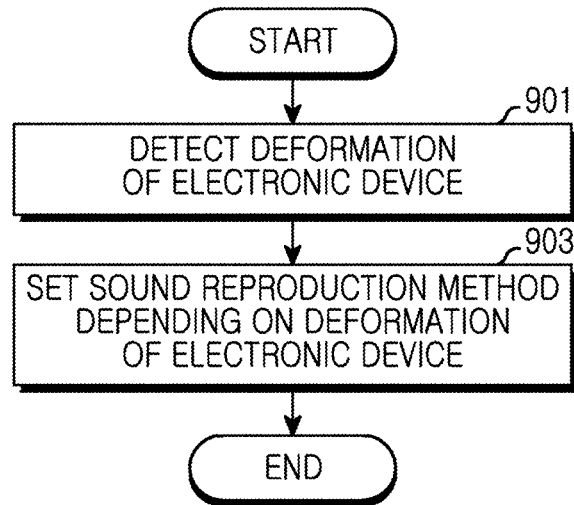 START
901
DETECT DEFORMATION
OF ELECTRONIC DEVICE
903
SET SOUND REPRODUCTION METHOD
DEPENDING ON DEFORMATION
OF ELECTRONIC DEVICE
END